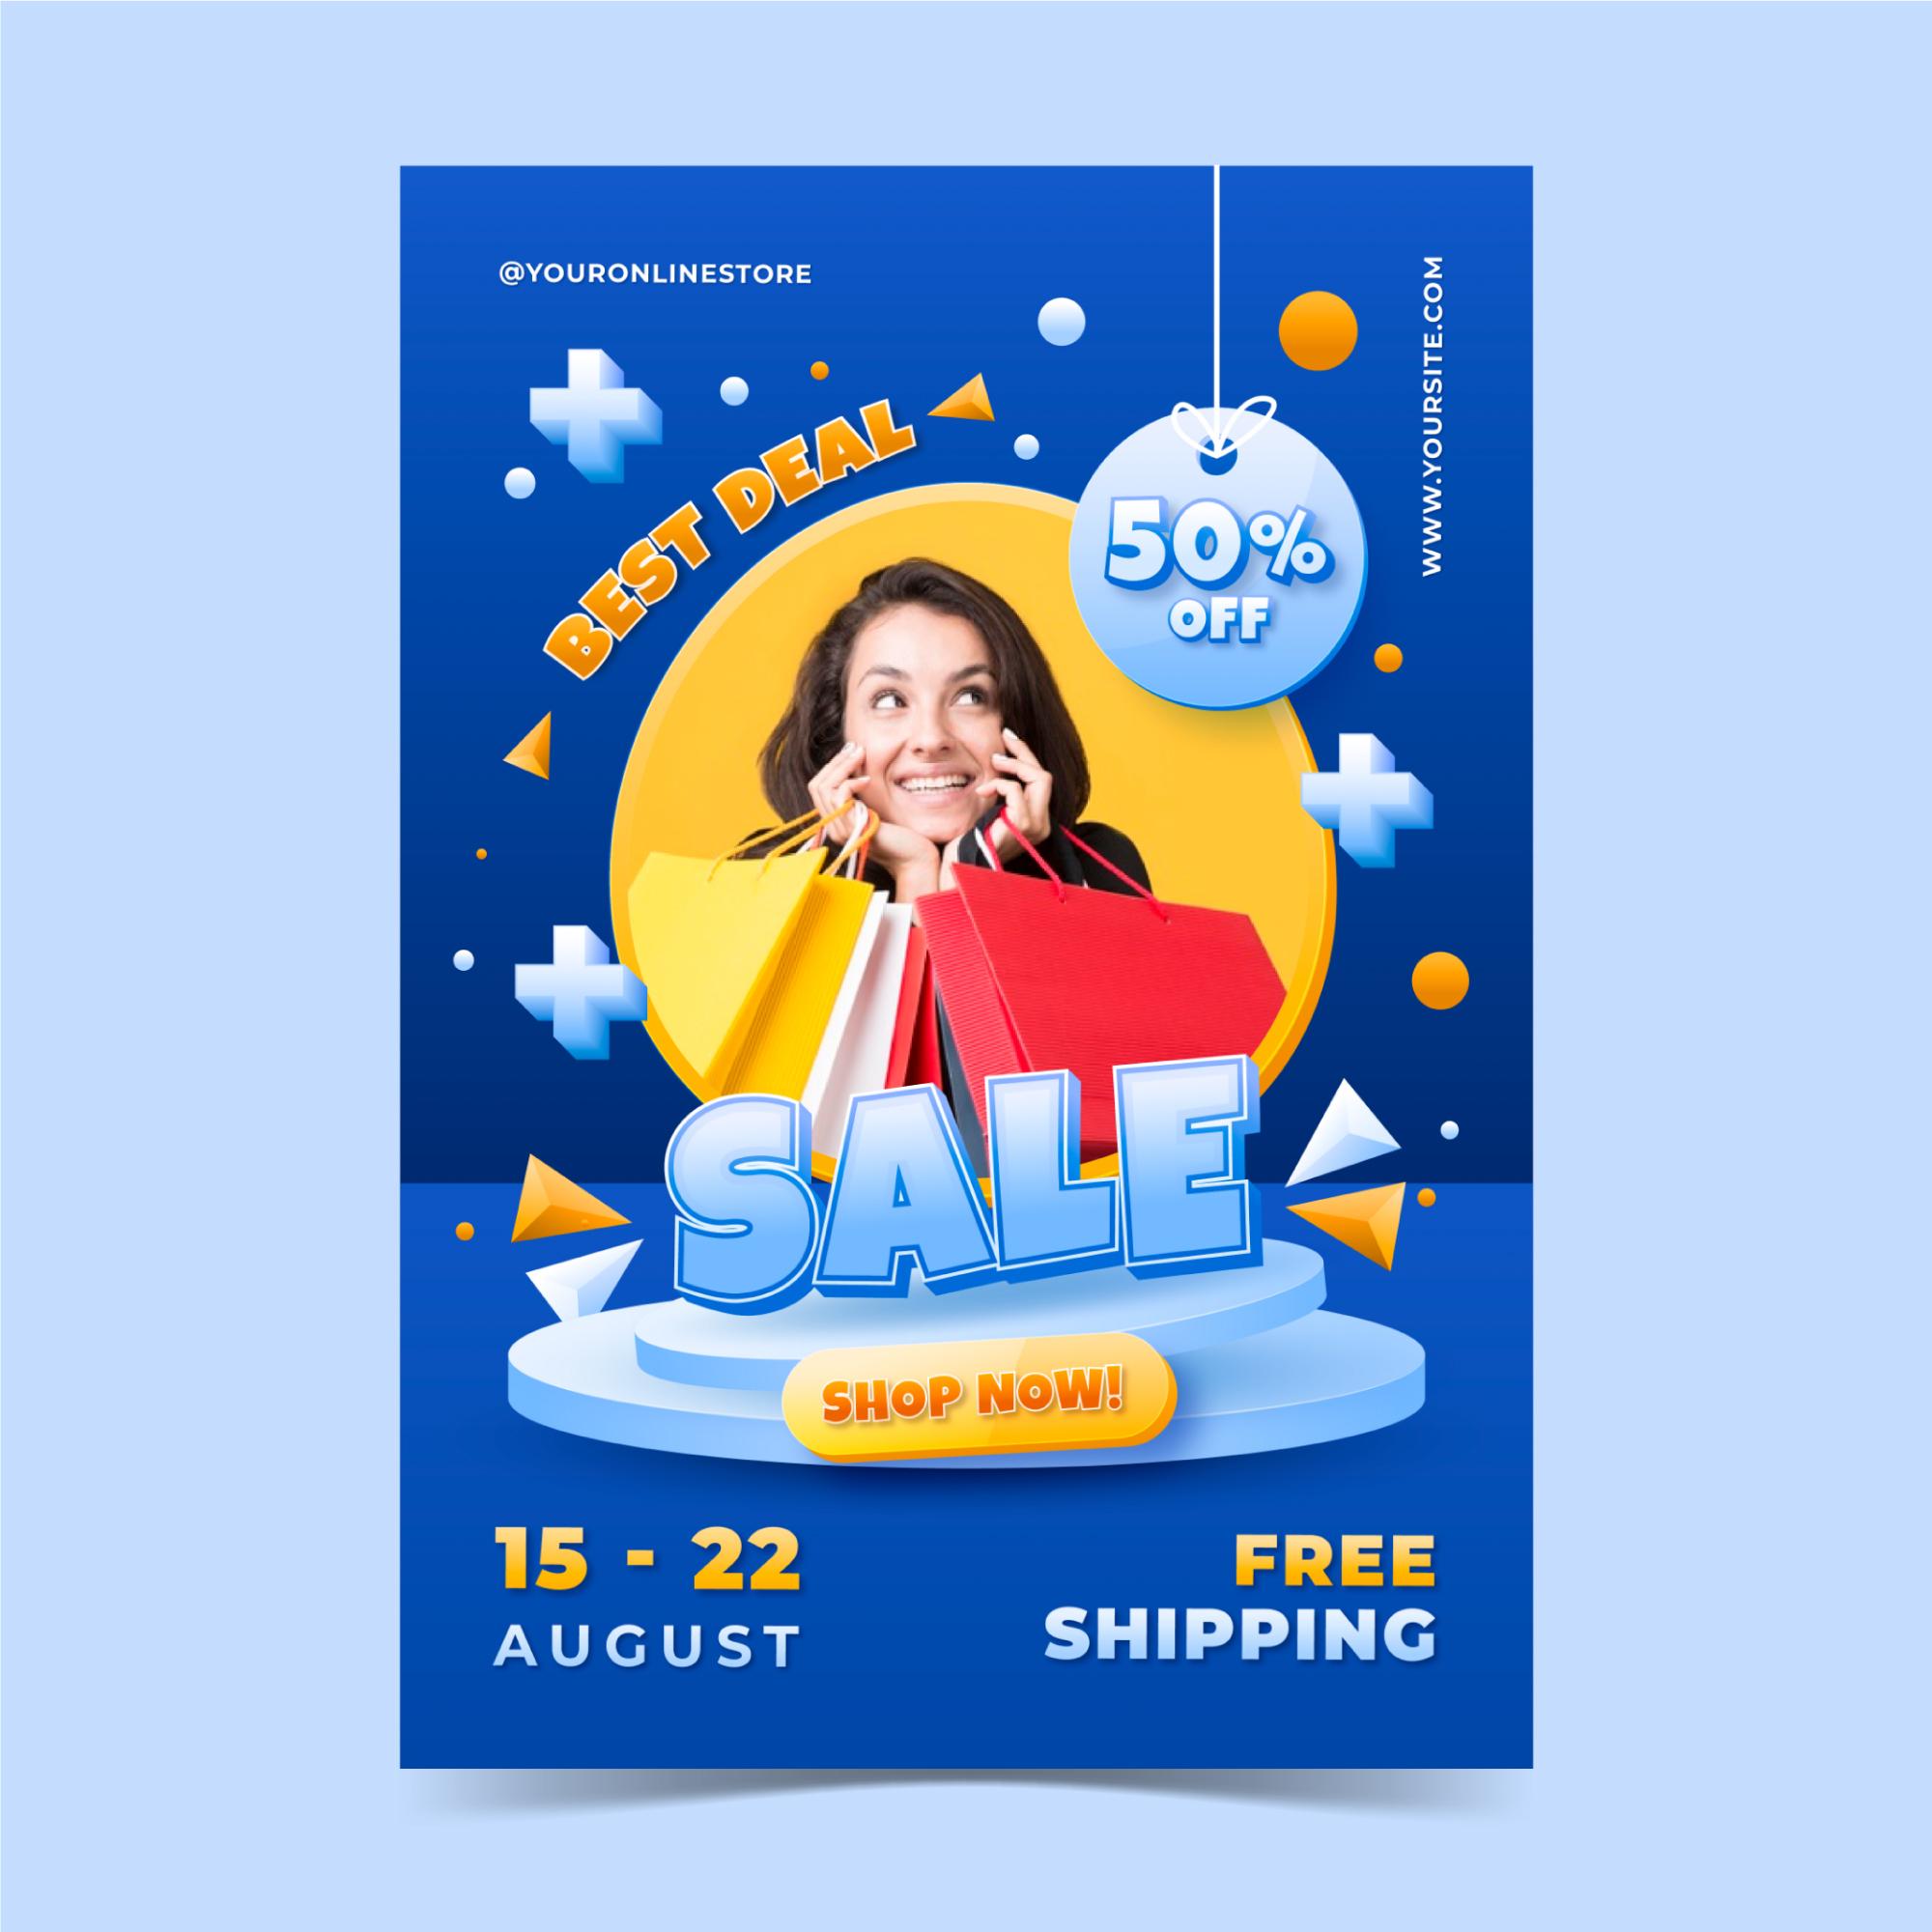 @YOURONLINESTORE
WWW.YOURSITE.COM
BEST DEAL
50%
OFF
SALE
SHOP NOW!
15 - 22
AUGUST
FREE
SHIPPING